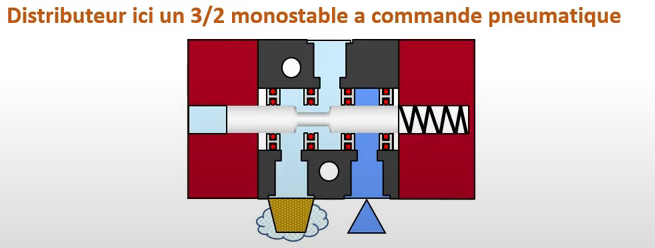 Distributeur ici un 3/2 monostable a commande pneumatique